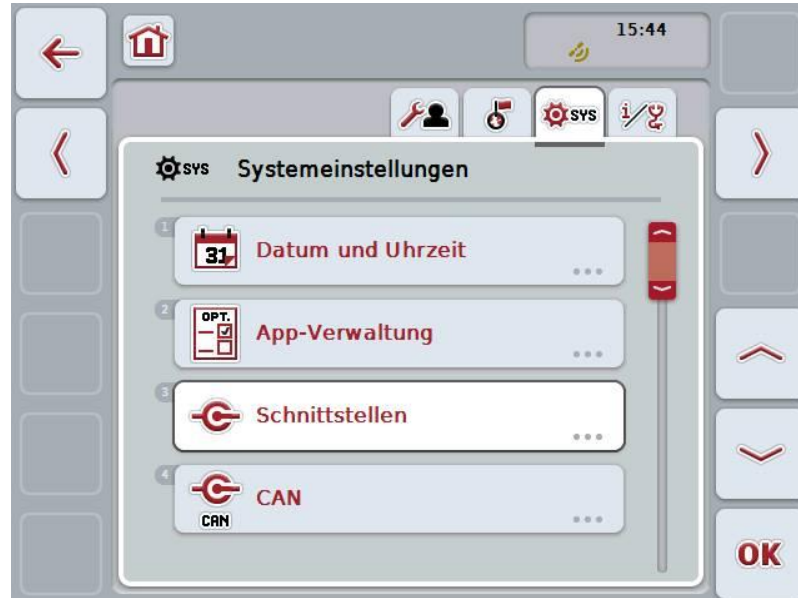 15:44
SYS
i
SYS
Systemeinstellungen
1
31
Datum und Uhrzeit
2
OPT.
App-Verwaltung
3
Schnittstellen
4
CAN
CAN
OK